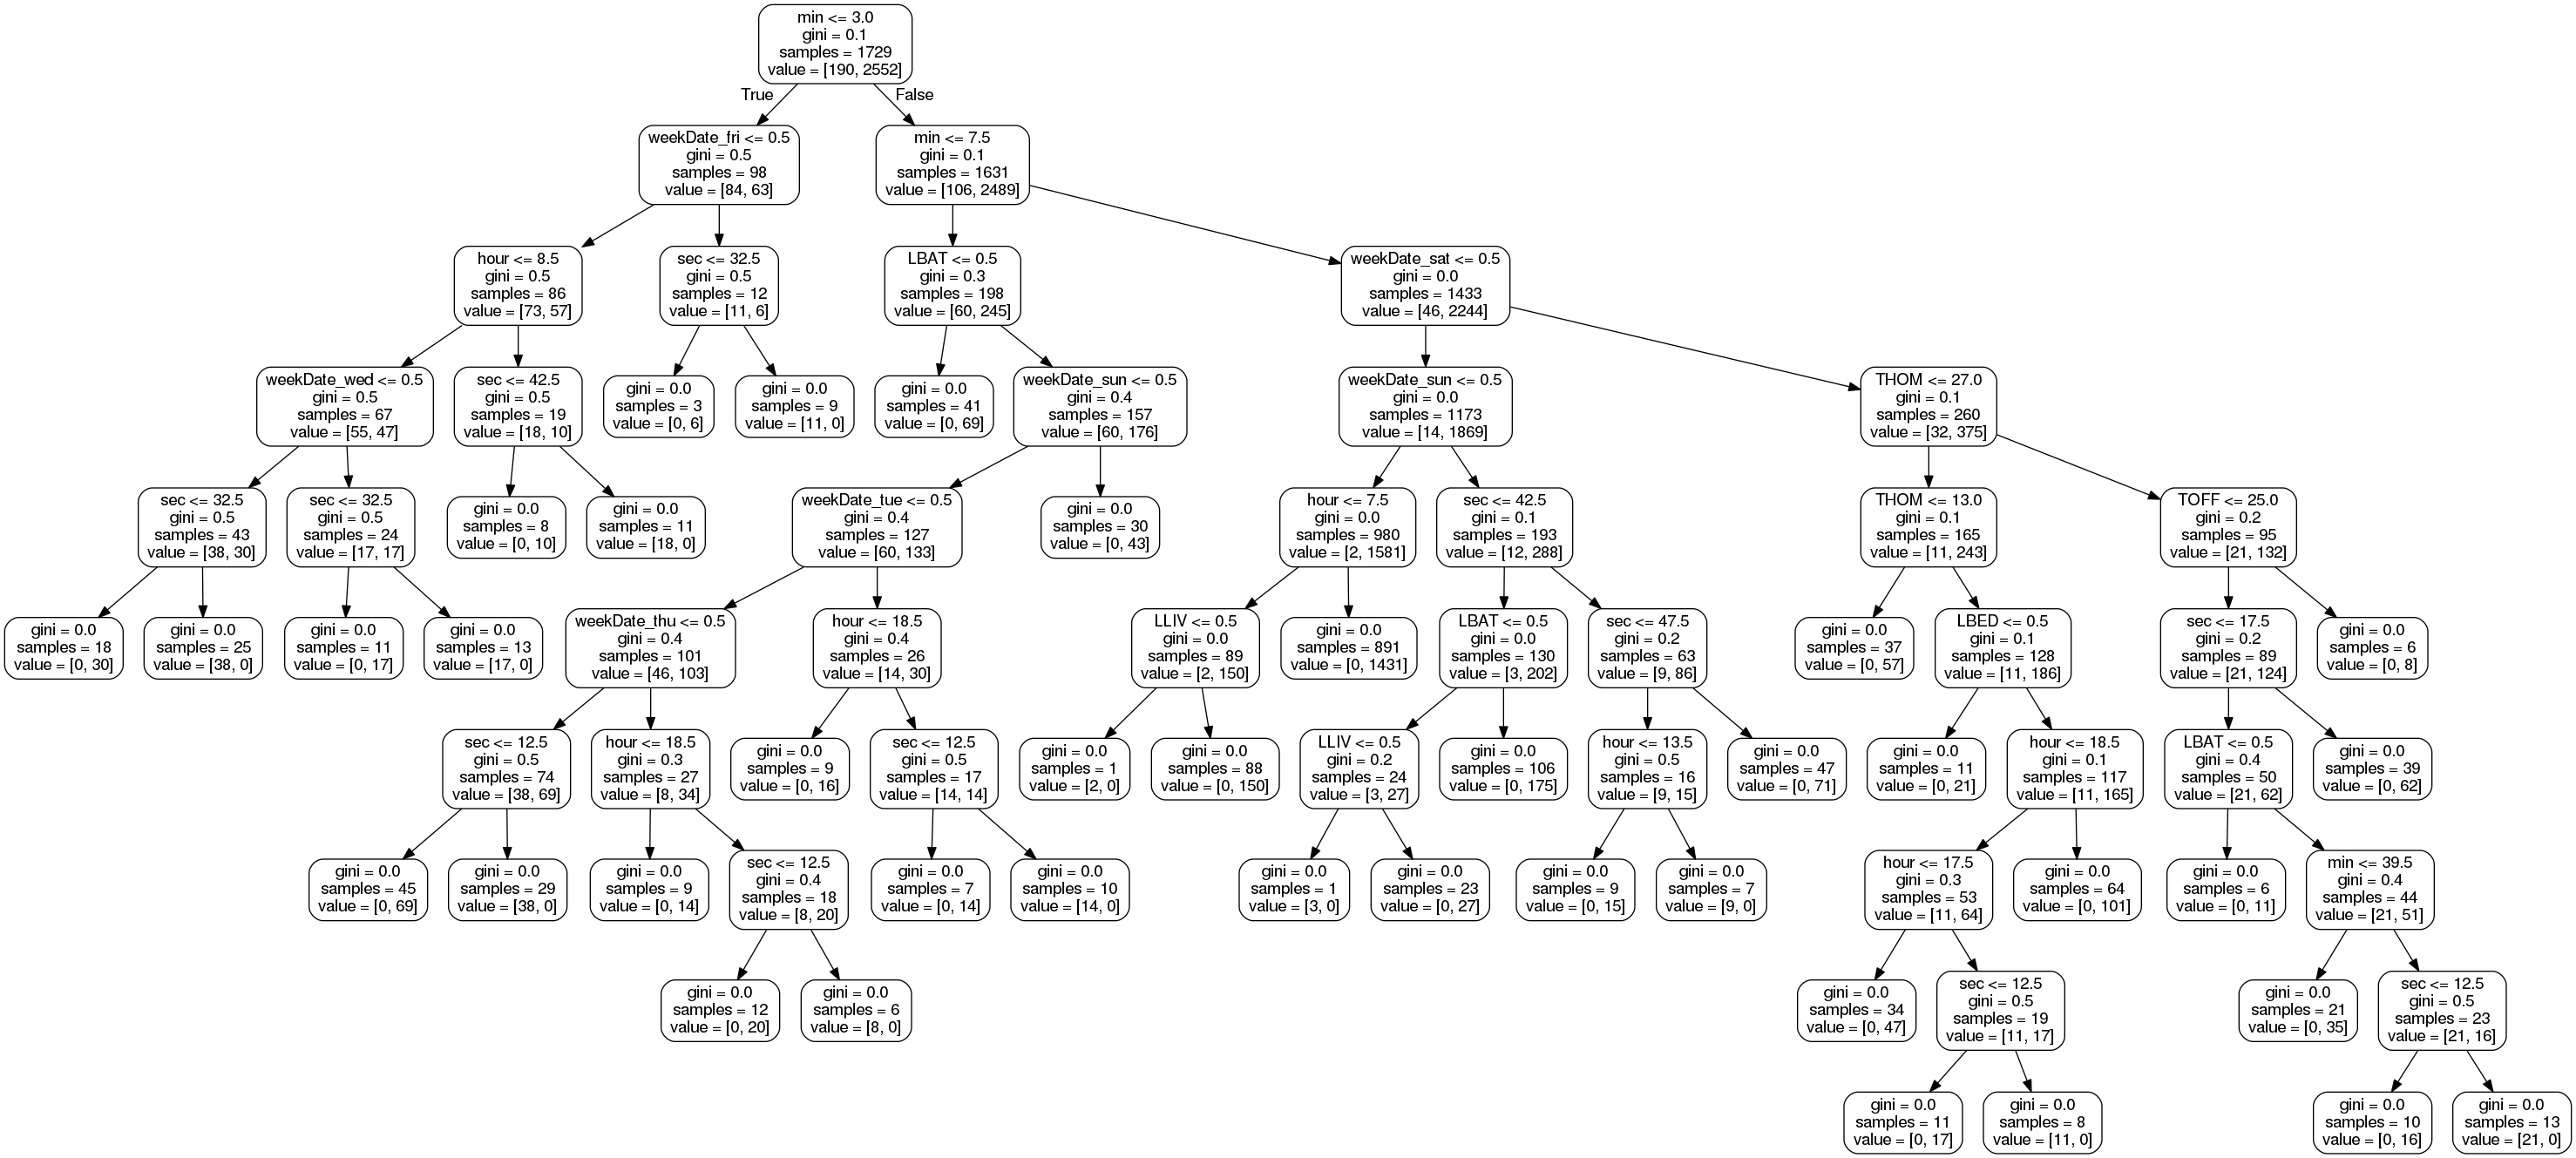 min <= 3.0
gini = 0.1
samples = 1729
value = [190, 2552]
True
False
weekDate_fri <= 0.5
gini = 0.5
samples = 98
value = [84, 63]
min <= 7.5
gini = 0.1
samples = 1631
value = [106, 2489]
hour <= 8.5
gini = 0.5
samples = 86
value = [73, 57]
sec <= 32.5
gini = 0.5
samples = 12
value = [11, 6]
LBAT <= 0.5
gini = 0.3
samples = 198
value = [60, 245]
weekDate_sat <= 0.5
gini = 0.0
samples = 1433
value = [46, 2244]
weekDate_wed <= 0.5
gini = 0.5
samples = 67
value = [55, 47]
sec <= 42.5
gini = 0.5
samples = 19
value = [18, 10]
gini = 0.0
samples = 3
value = [0, 6]
gini = 0.0
samples = 9
value = [11, 0]
gini = 0.0
samples = 41
value = [0, 69]
weekDate_sun <= 0.5
gini = 0.4
samples = 157
value = [60, 176]
weekDate_sun <= 0.5
gini = 0.0
samples = 1173
value = [14, 1869]
THOM <= 27.0
gini = 0.1
samples = 260
value = [32, 375]
sec <= 32.5
gini = 0.5
samples = 43
value = [38, 30]
sec <= 32.5
gini = 0.5
samples = 24
value = [17, 17]
gini = 0.0
samples = 8
value = [0, 10]
gini = 0.0
samples = 11
value = [18, 0]
weekDate_tue <= 0.5
gini = 0.4
samples = 127
value = [60, 133]
gini = 0.0
samples = 30
value = [0, 43]
hour <= 7.5
gini = 0.0
samples = 980
value = [2, 1581]
sec <= 42.5
gini = 0.1
samples = 193
value = [12, 288]
THOM <= 13.0
gini = 0.1
samples = 165
value = [11, 243]
TOFF <= 25.0
gini = 0.2
samples = 95
value = [21, 132]
gini = 0.0
samples = 18
value = [0, 30]
gini = 0.0
samples = 25
value = [38, 0]
gini = 0.0
samples = 11
value = [0, 17]
gini = 0.0
samples = 13
value = [17, 0]
weekDate_thu <= 0.5
gini = 0.4
samples = 101
value = [46, 103]
hour <= 18.5
gini = 0.4
samples = 26
value = [14, 30]
LLIV <= 0.5
gini = 0.0
samples = 89
value = [2, 150]
gini = 0.0
samples = 891
value = [0, 1431]
LBAT <= 0.5
gini = 0.0
samples = 130
value = [3, 202]
sec <= 47.5
gini = 0.2
samples = 63
value = [9, 86]
gini = 0.0
samples = 37
value = [0, 57]
LBED <= 0.5
gini = 0.1
samples = 128
value = [11, 186]
sec <= 17.5
gini = 0.2
samples = 89
value = [21, 124]
gini = 0.0
samples = 6
value = [0, 8]
sec <= 12.5
gini = 0.5
samples = 74
value = [38, 69]
hour <= 18.5
gini = 0.3
samples = 27
value = [8, 34]
gini = 0.0
samples = 9
value = [0, 16]
sec <= 12.5
gini = 0.5
samples = 17
value = [14, 14]
gini = 0.0
samples = 1
value = [2, 0]
gini = 0.0
samples = 88
value = [0, 150]
LLIV <= 0.5
gini = 0.2
samples = 24
value = [3, 27]
gini = 0.0
samples = 106
value = [0, 175]
hour <= 13.5
gini = 0.5
samples = 16
value = [9, 15]
gini = 0.0
samples = 47
value = [0, 71]
gini = 0.0
samples = 11
value = [0, 21]
hour <= 18.5
gini = 0.1
samples = 117
value = [11, 165]
LBAT <= 0.5
gini = 0.4
samples = 50
value = [21, 62]
gini = 0.0
samples = 39
value = [0, 62]
gini = 0.0
samples = 45
value = [0, 69]
gini = 0.0
samples = 29
value = [38, 0]
gini = 0.0
samples = 9
value = [0, 14]
sec <= 12.5
gini = 0.4
samples = 18
value = [8, 20]
gini = 0.0
samples = 7
value = [0, 14]
gini = 0.0
samples = 10
value = [14, 0]
gini = 0.0
samples = 1
value = [3, 0]
gini = 0.0
samples = 23
value = [0, 27]
gini = 0.0
samples = 9
value = [0, 15]
gini = 0.0
samples = 7
value = [9, 0]
hour <= 17.5
gini = 0.3
samples = 53
value = [11, 64]
gini = 0.0
samples = 64
value = [0, 101]
gini = 0.0
samples = 6
value = [0, 11]
min <= 39.5
gini = 0.4
samples = 44
value = [21, 51]
gini = 0.0
samples = 12
value = [0, 20]
gini = 0.0
samples = 6
value = [8, 0]
gini = 0.0
samples = 34
value = [0, 47]
sec <= 12.5
gini = 0.5
samples = 19
value = [11, 17]
gini = 0.0
samples = 21
value = [0, 35]
sec <= 12.5
gini = 0.5
samples = 23
value = [21, 16]
gini = 0.0
samples = 11
value = [0, 17]
gini = 0.0
samples = 8
value = [11, 0]
gini = 0.0
samples = 10
value = [0, 16]
gini = 0.0
samples = 13
value = [21, 0]